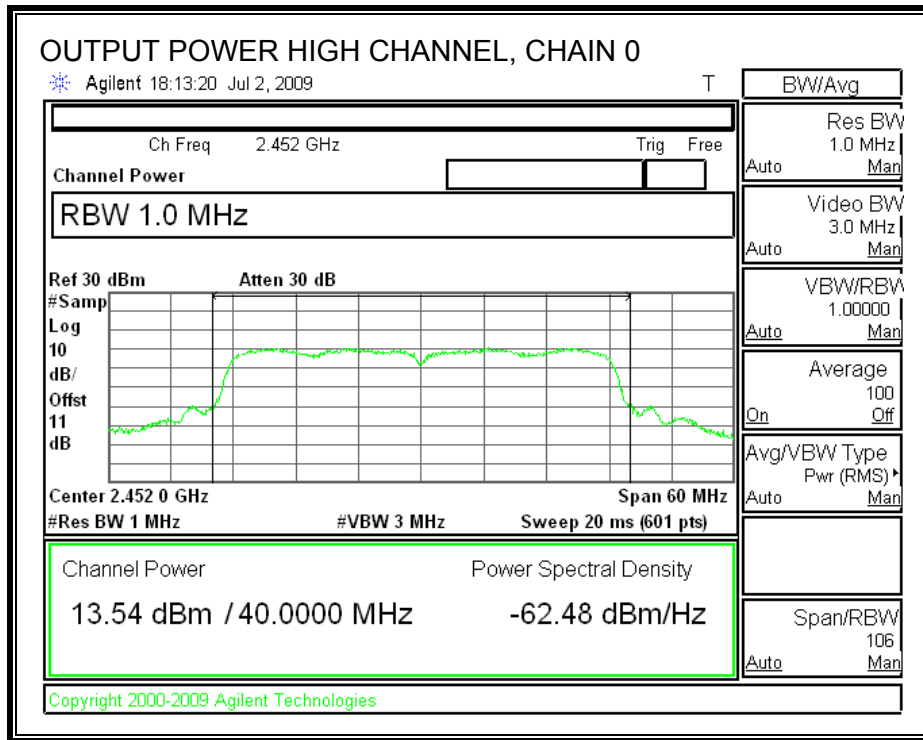 OUTPUT POWER HIGH CHANNEL, CHAIN 0
Agilent 18:13:20 Jul 2, 2009 T
Ch Freq 2.452 GHz Trig Free
Channel Power
RBW 1.0 MHz
Ref 30 dBm Atten 30 dB
#Samp
Log
10
dB/
Offst
11
dB
Center 2.452 0 GHz Span 60 MHz
#Res BW 1 MHz #VBW 3 MHz Sweep 20 ms (601 pts)
Channel Power Power Spectral Density
13.54 dBm / 40.0000 MHz -62.48 dBm/Hz
Copyright 2000-2009 Agilent Technologies
BW/Avg
Res BW
1.0 MHz
Auto Man
Video BW
3.0 MHz
Auto Man
VBW/RBW
1.00000
Auto Man
Average
100
On Off
Avg/VBW Type
Pwr (RMS)
Auto Man
Span/RBW
106
Auto Man